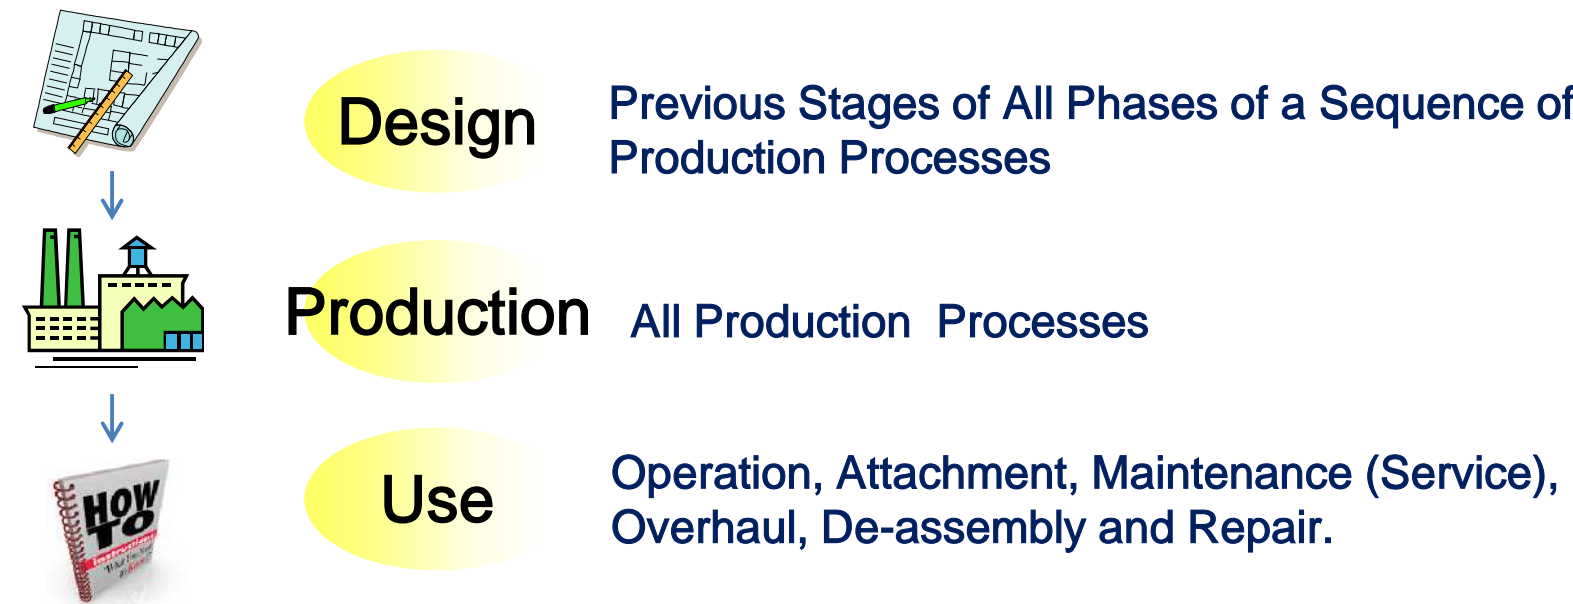 Design
Previous Stages of All Phases of a Sequence of
Production Processes
Production
All Production Processes
Use
Operation, Attachment, Maintenance (Service),
Overhaul, De-assembly and Repair.
HOW
TO
Instructions